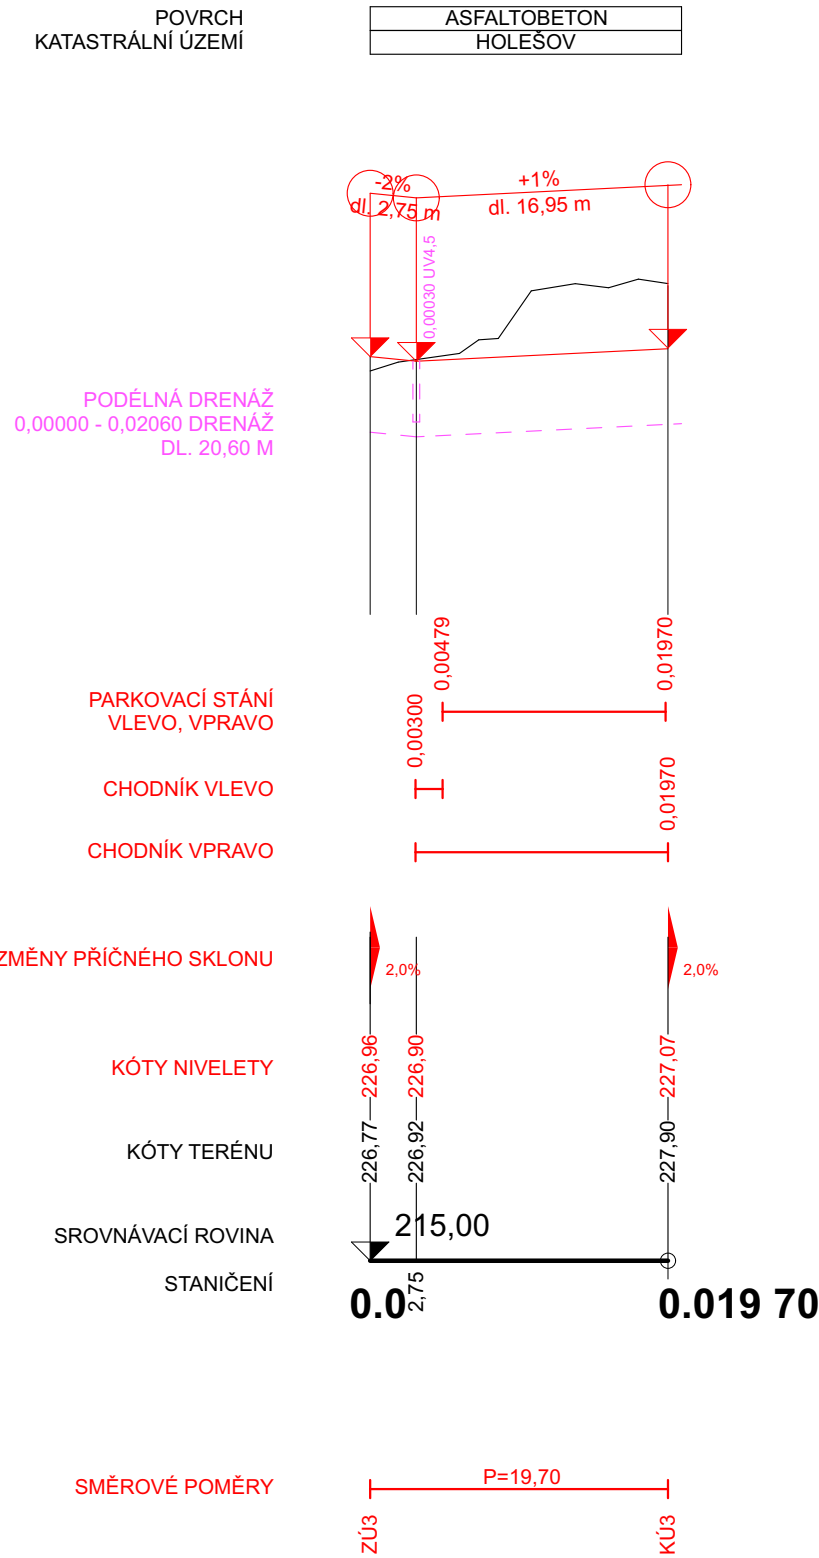 POVRCH
ASFALTOBETON
KATASTRÁLNÍ ÚZEMÍ
HOLEŠOV
-2%
dl. 2,75 m
+1%
dl. 16,95 m
0,00030 UV4,5
PODÉLNÁ DRENÁŽ
0,00000 - 0,02060 DRENÁŽ
DL. 20,60 M
0,00479
0,01970
PARKOVACÍ STÁNÍ
VLEVO, VPRAVO
0,00300
CHODNÍK VLEVO
0,01970
CHODNÍK VPRAVO
ZMĚNY PŘÍČNÉHO SKLONU
2,0%
2,0%
KÓTY NIVELETY
226,96
226,90
227,07
KÓTY TERÉNU
226,77
226,92
227,90
SROVNÁVACÍ ROVINA
215,00
STANIČENÍ
0.0
2,75
0.019 70
SMĚROVÉ POMĚRY
P=19,70
ZÚ3
KÚ3